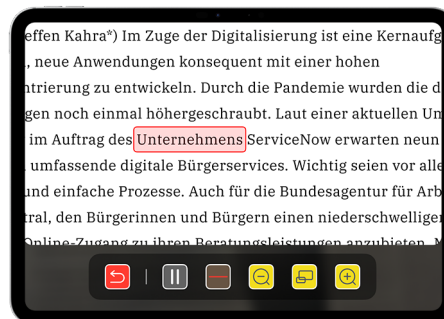 effen Kahra*) Im Zuge der Digitalisierung ist eine Kernaufg
, neue Anwendungen konsequent mit einer hohen
ntrierung zu entwickeln. Durch die Pandemie wurden die d
gen noch einmal höhergeschraubt. Laut einer aktuellen Um
im Auftrag des Unternehmens ServiceNow erwarten neun
umfassende digitale Bürgerservices. Wichtig seien vor alle
und einfache Prozesse. Auch für die Bundesagentur für Arb
tral, den Bürgerinnen und Bürgern einen niederschwelligen
Online-Zugang zu ihren Beratungsleistungen anzubieten. M